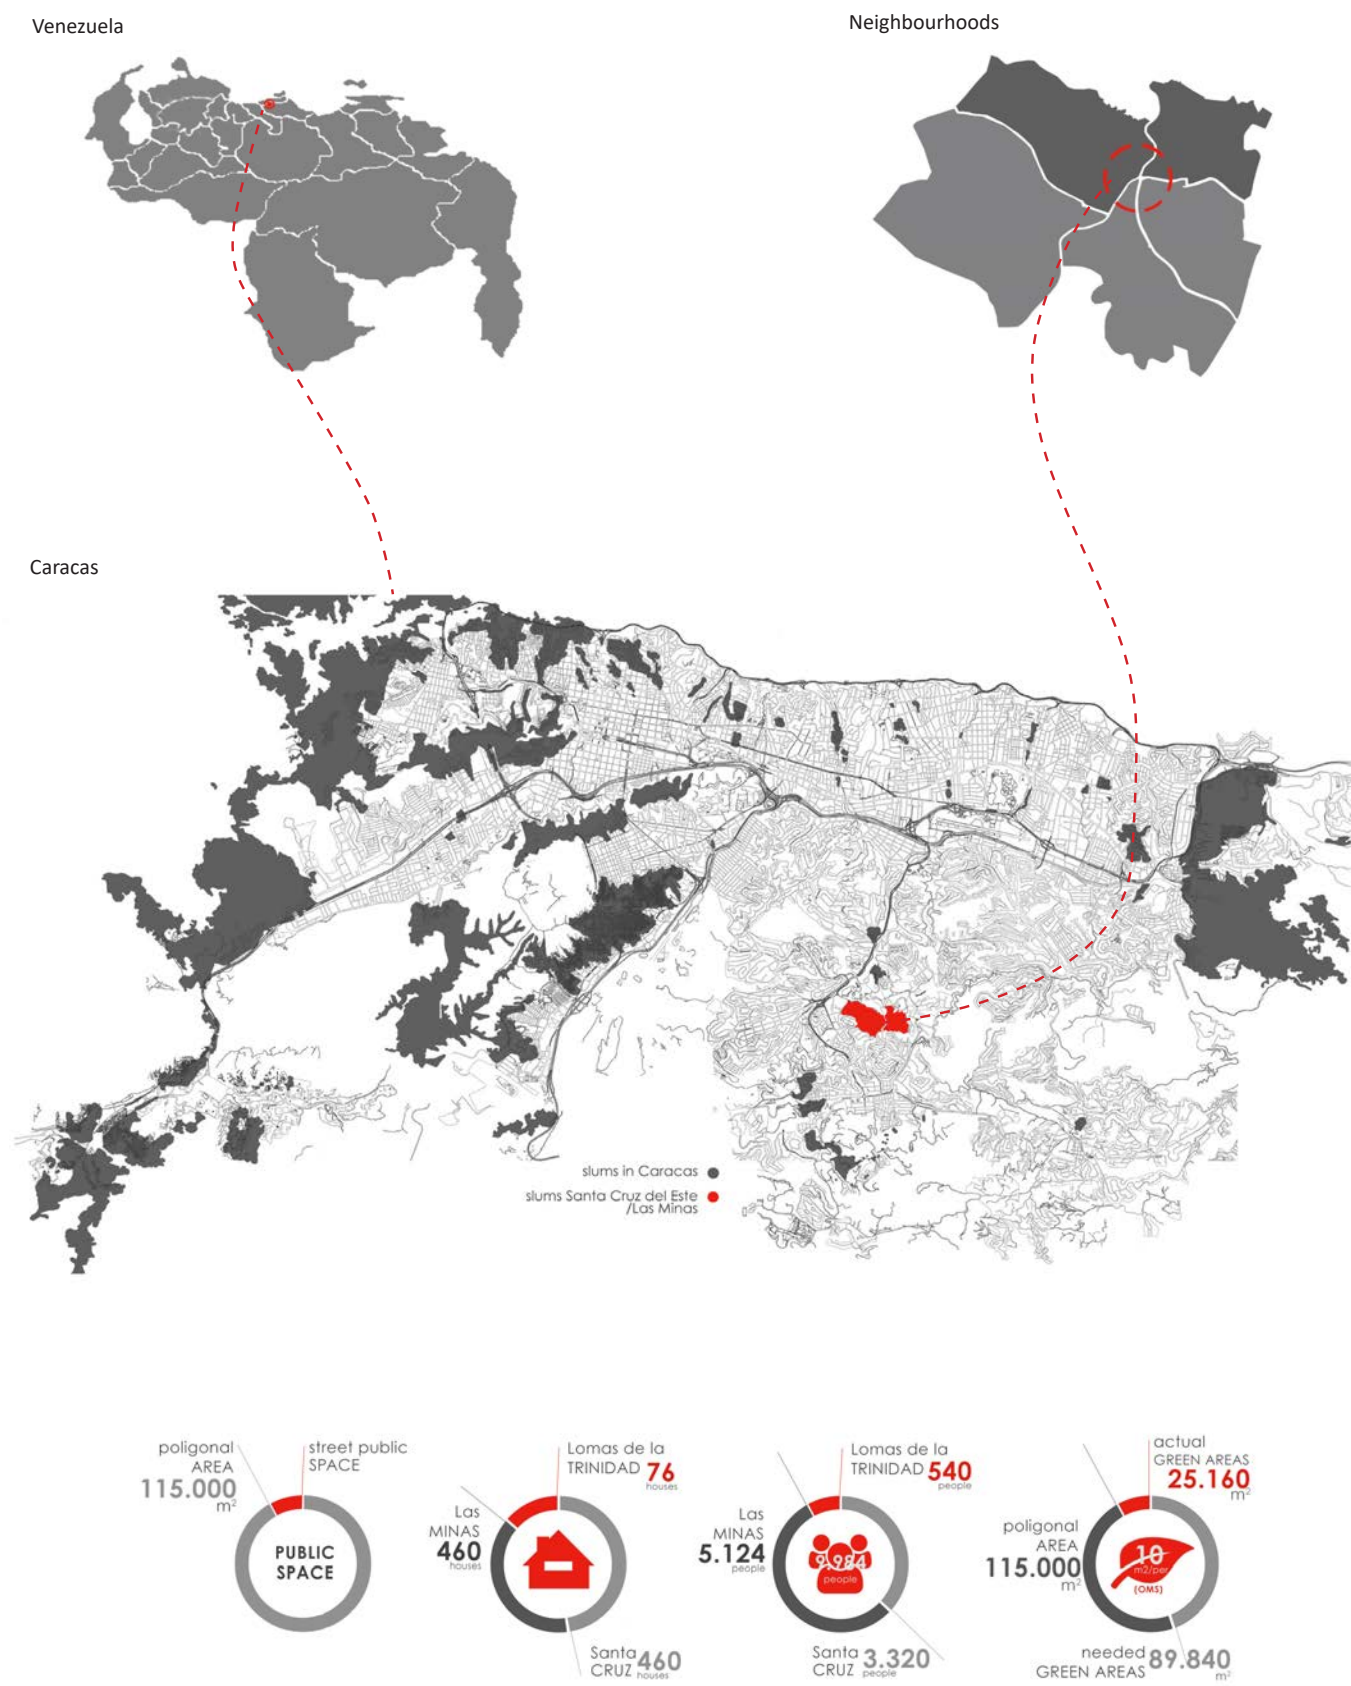 Venezuela
Neighbourhoods
Caracas
slums in Caracas
slums Santa Cruz del Este
/Las Minas
poligonal
AREA
115.000
m²
street public
SPACE
PUBLIC
SPACE
Lomas de la
TRINIDAD 76
houses
Las
MINAS
460
houses
Santa
CRUZ 460
houses
Lomas de la
TRINIDAD 540
people
Las
MINAS
5.124
people
9.984
people
Santa
CRUZ 3.320
people
actual
GREEN AREAS
25.160
m²
poligonal
AREA
115.000
m²
10
m2/per
(OMS)
needed
GREEN AREAS 89.840
m²